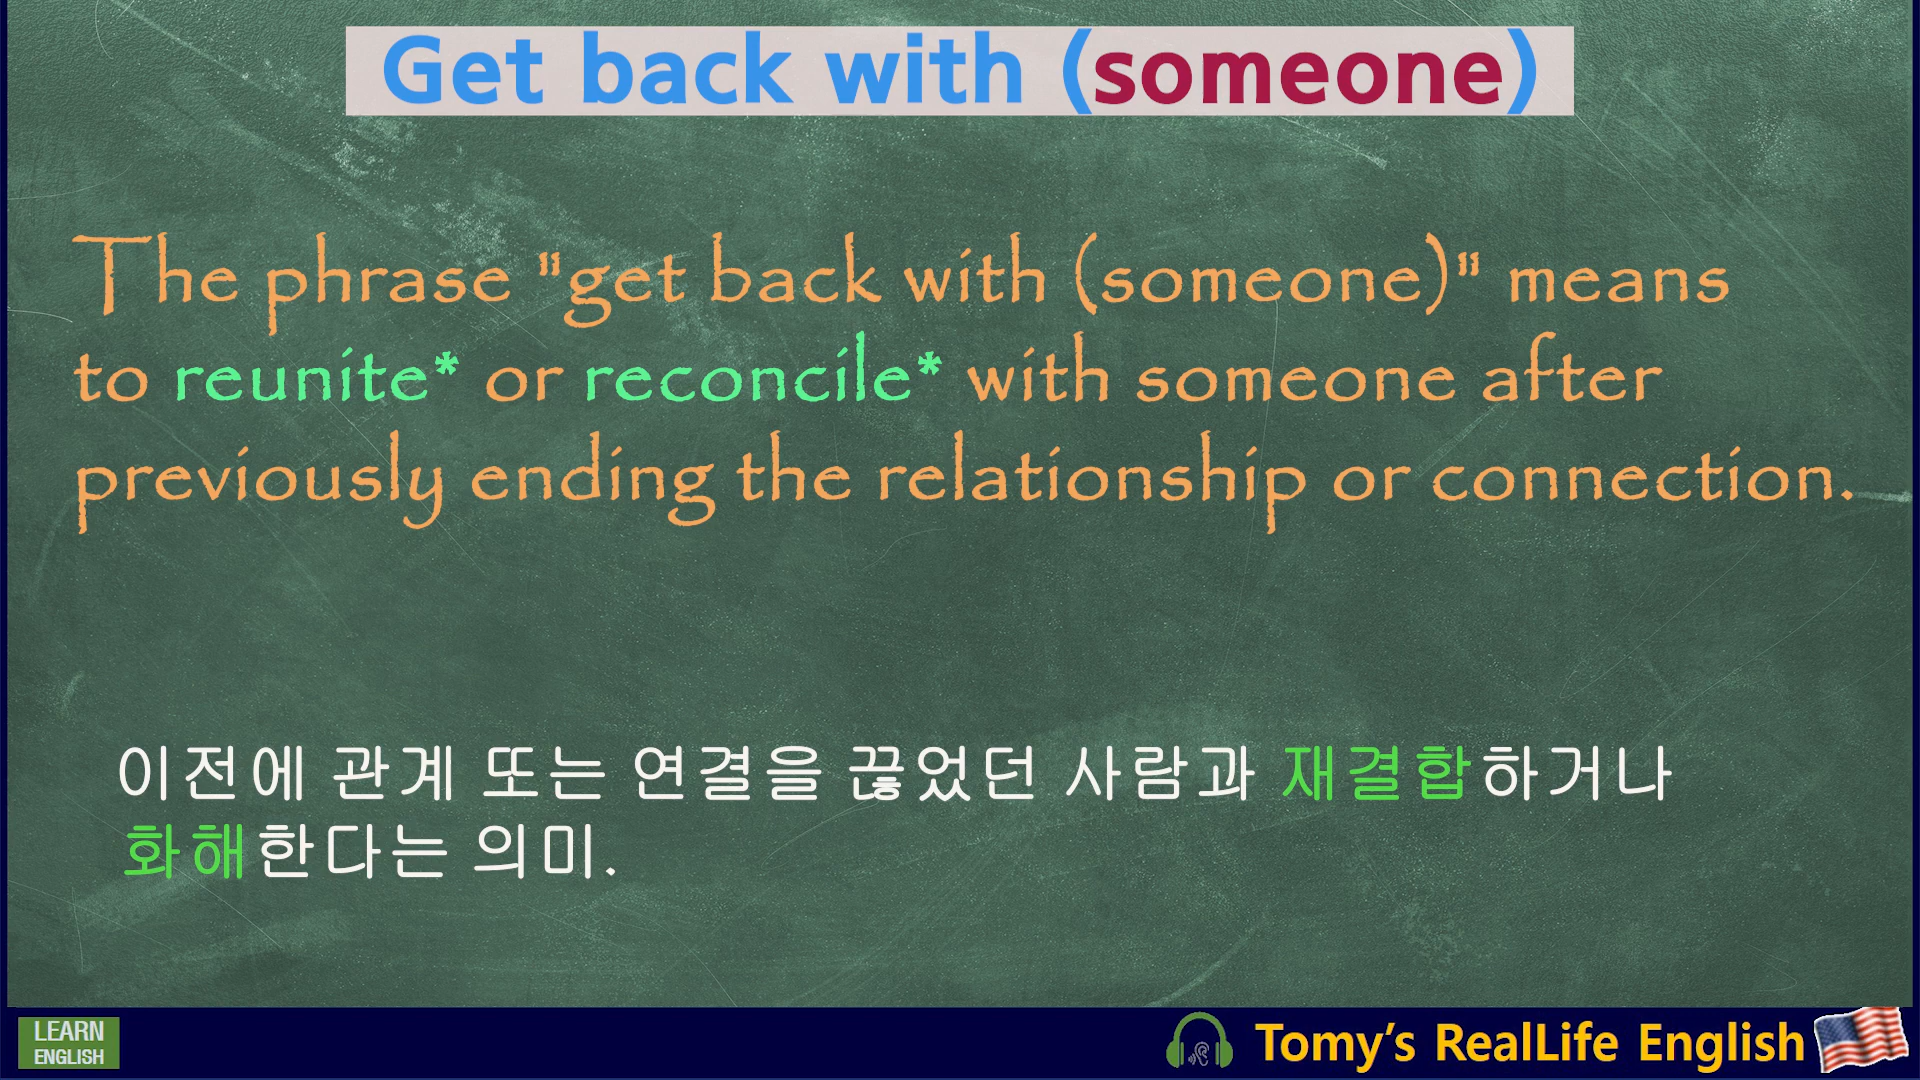 Get back with (someone)
The phrase "get back with (someone)" means
to reunite* or reconcile* with someone after
previously ending the relationship or connection.
이전에 관계 또는 연결을 끊었던 사람과 재결합하거나
화해한다는 의미.
LEARN
ENGLISH
Tomy's RealLife English